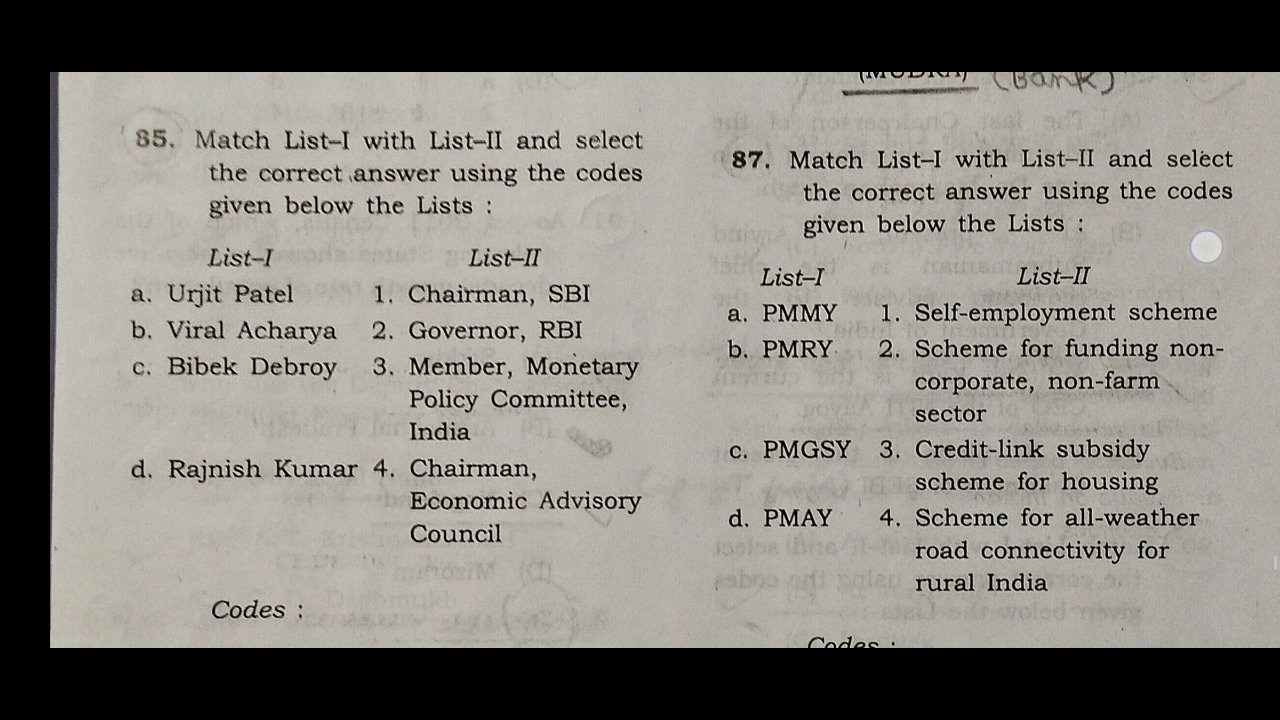 85. Match List–I with List–II and select
the correct answer using the codes
given below the Lists :
List–I List–II
a. Urjit Patel 1. Chairman, SBI
b. Viral Acharya 2. Governor, RBI
c. Bibek Debroy 3. Member, Monetary
Policy Committee,
India
d. Rajnish Kumar 4. Chairman,
Economic Advisory
Council
Codes :
(MUDRA) (Bank)
87. Match List–I with List–II and select
the correct answer using the codes
given below the Lists :
List–I List–II
a. PMMY 1. Self-employment scheme
b. PMRY 2. Scheme for funding non-
corporate, non-farm
sector
c. PMGSY 3. Credit-link subsidy
scheme for housing
d. PMAY 4. Scheme for all-weather
road connectivity for
rural India
Codes :